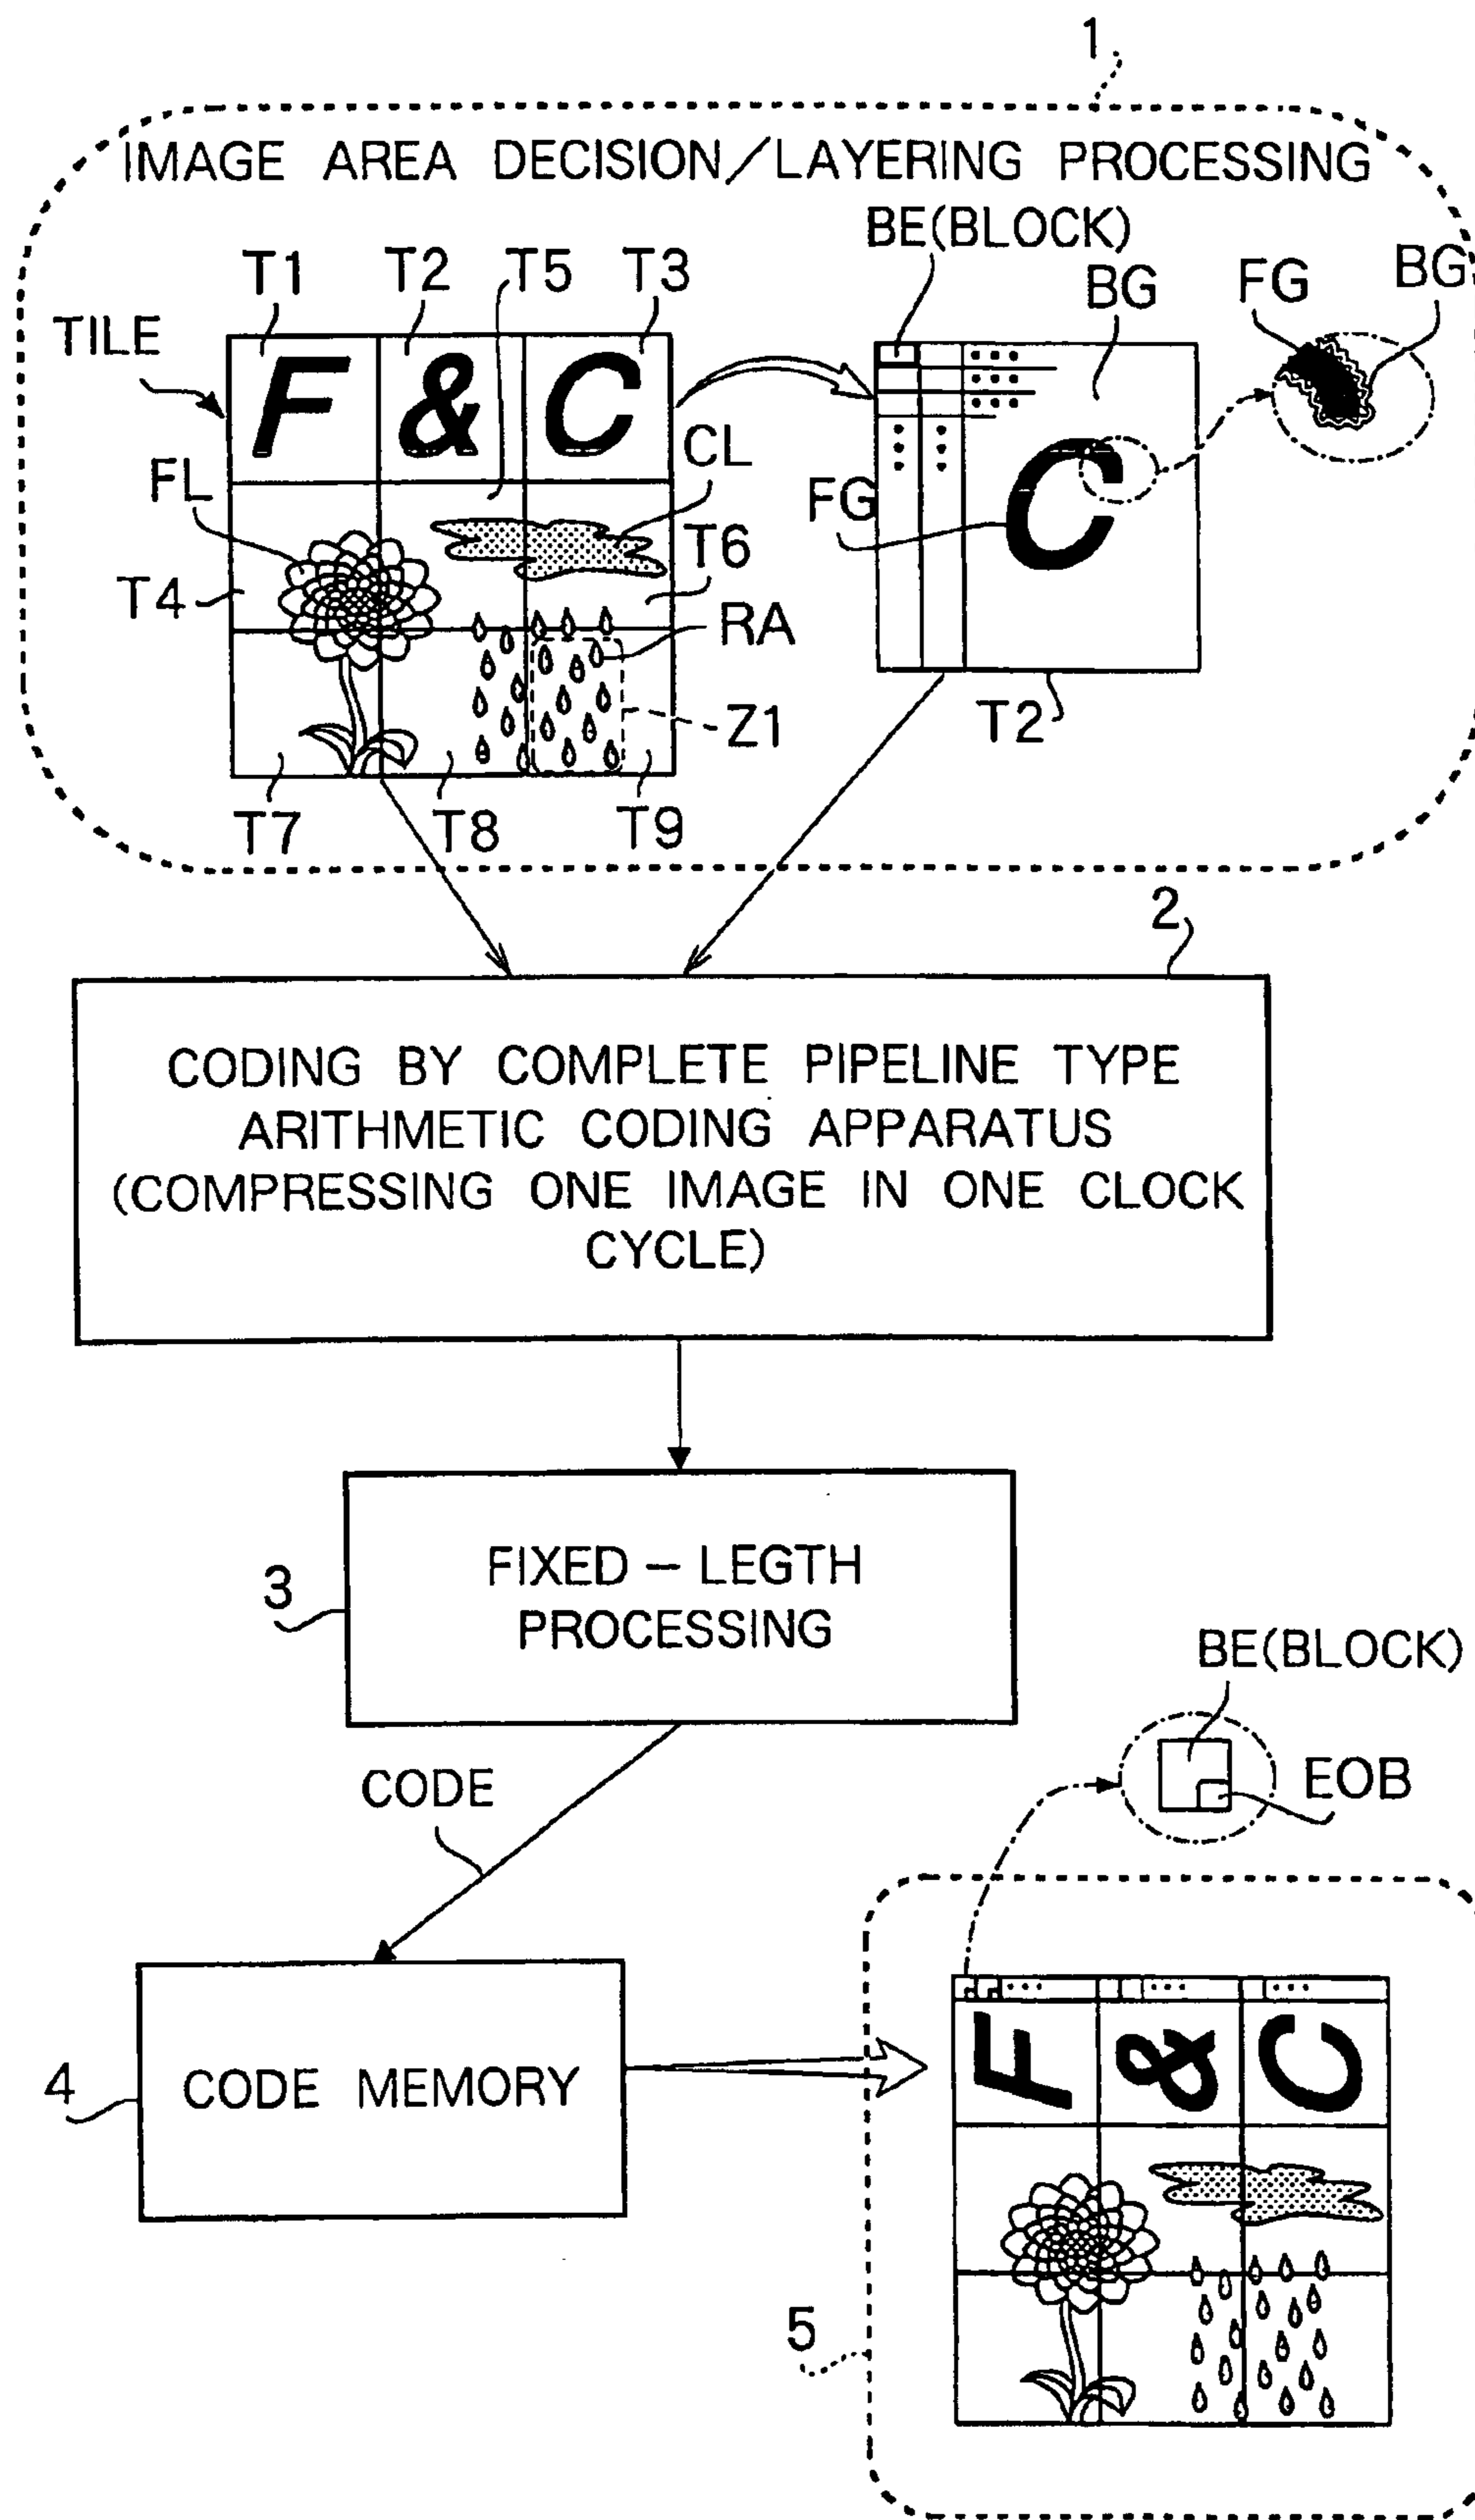 1
IMAGE AREA DECISION/LAYERING PROCESSING
BE(BLOCK)
T1 T2 T5 T3
BG
FG
BG
TILE
F & C
FL
CL
FG
C
T6
T4
RA
Z1
T2
T7 T8 T9
2
CODING BY COMPLETE PIPELINE TYPE
ARITHMETIC CODING APPARATUS
(COMPRESSING ONE IMAGE IN ONE CLOCK
CYCLE)
3
FIXED – LEGTH
PROCESSING
BE(BLOCK)
EOB
CODE
4
CODE MEMORY
F & C
5